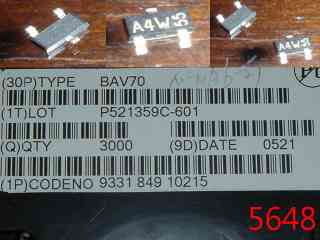 A4W
A4W
(30P)TYPE BAV70
(1T)LOT P521359C-601
(Q)QTY 3000 (9D)DATE 0521
(1P)CODENO 9331 849 10215
5648